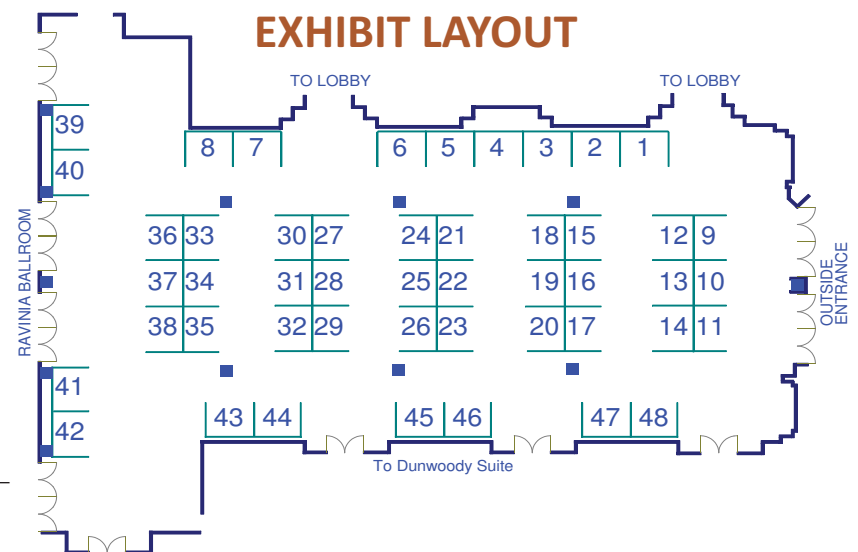 EXHIBIT LAYOUT
TO LOBBY
TO LOBBY
39
40
8 7
6 5 4 3 2 1
RAVINIA BALLROOM
36 33 30 27 24 21 18 15 12 9
37 34 31 28 25 22 19 16 13 10
38 35 32 29 26 23 20 17 14 11
OUTSIDE
ENTRANCE
41
42
43 44 45 46 47 48
To Dunwoody Suite